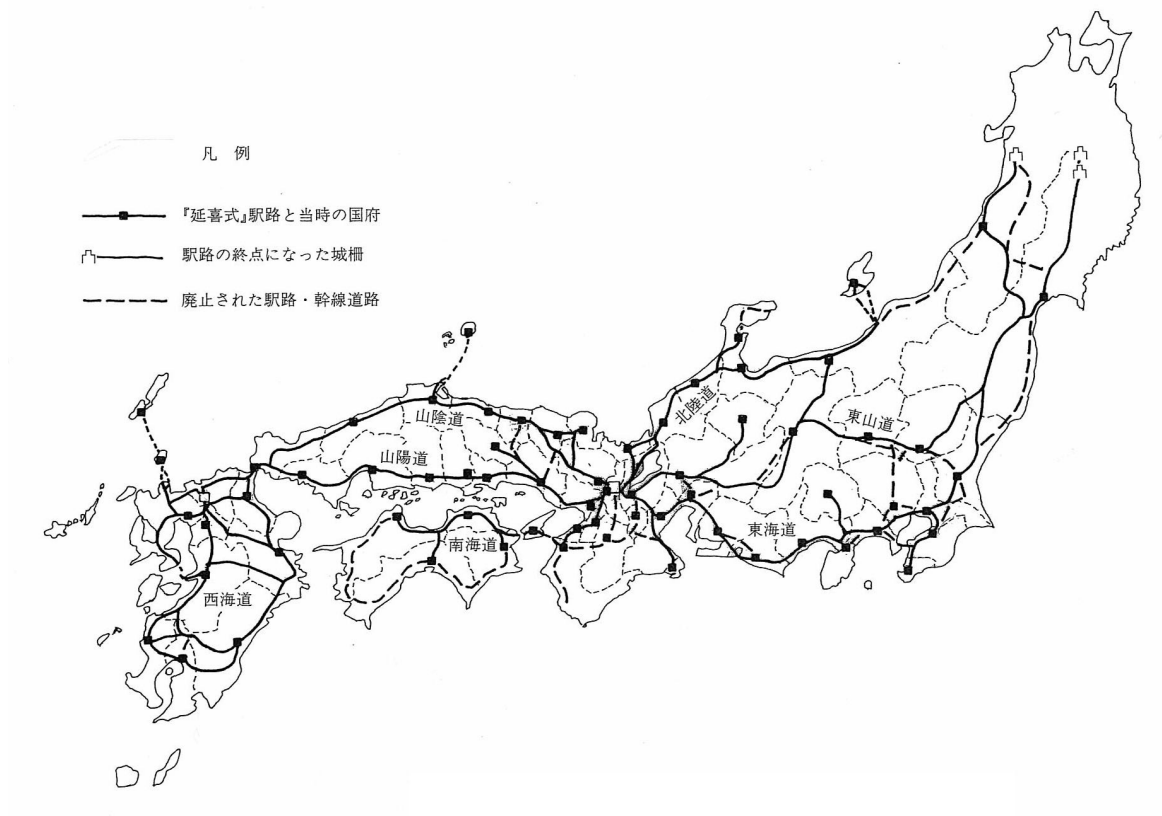 凡 例
『延喜式』駅路と当時の国府
駅路の終点になった城柵
廃止された駅路・幹線道路
北陸道
東山道
山陰道
山陽道
東海道
南海道
西海道